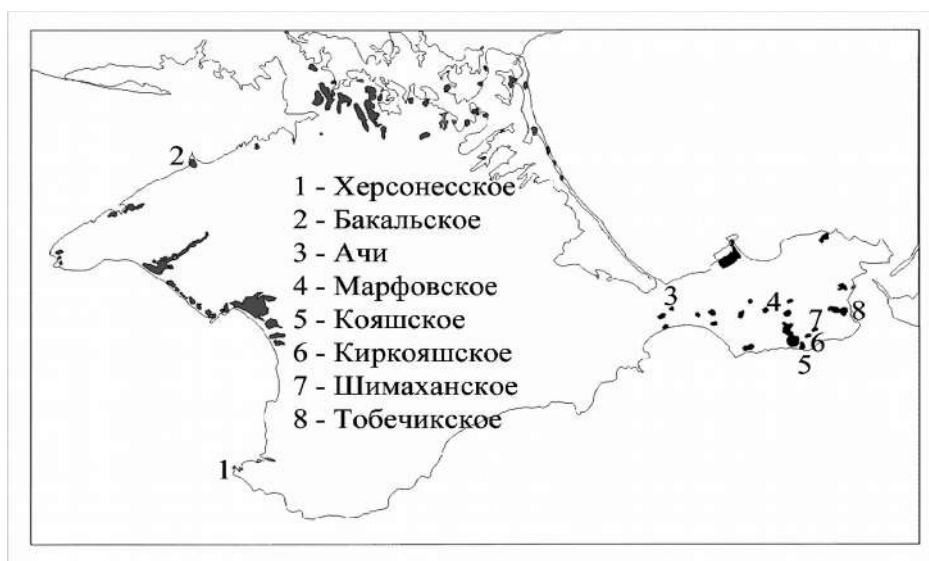 2
1 - Херсонесское
2 - Бакальское
3 - Ачи
4 - Марфовское
5 - Кояшское
6 - Киркояшское
7 - Шимаханское
8 - Тобечикское
3
4
7
8
6
5
1